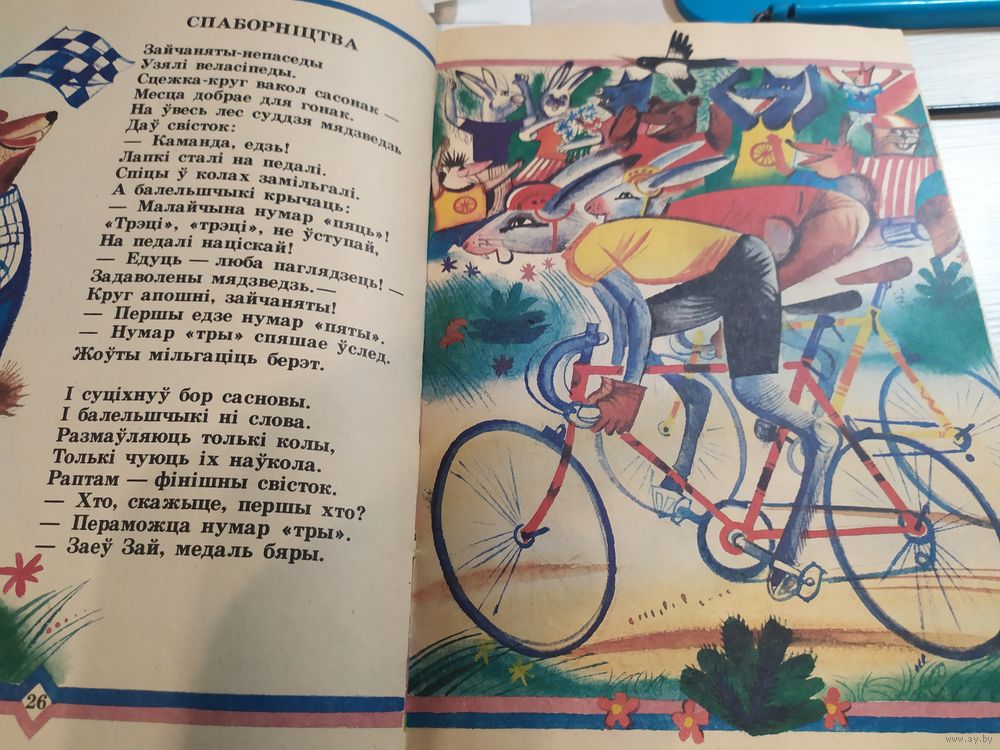 СПАБОРНІЦТВА
Зайчаняты-непаседы
Узялі веласіпеды.
Сцежка-круг вакол сасонак —
Месца добрае для гонак.
На ўвесь лес суддзя мядзведзь
Даў свісток:
— Каманда, едзь!
Лапкі сталі на педалі.
Спіцы ў колах замільгалі.
А балельшчыкі крычаць:
— Малайчына нумар «пяць»!
«Трэці», «трэці», не ўступай,
На педалі націскай!
— Едуць — люба паглядзець! —
Задаволены мядзведзь.—
Круг апошні, зайчаняты!
— Першы едзе нумар «пяты».
— Нумар «тры» спяшае ўслед.
Жоўты мільгаціць берэт.
І суціхнуў бор сасновы.
І балельшчыкі ні слова.
Размаўляюць толькі колы,
Толькі чуюць іх наўкола.
Раптам — фінішны свісток.
— Хто, скажыце, першы хто?
— Пераможца нумар «тры».
— Заеў Зай, медаль бяры.
26
www.ay.by